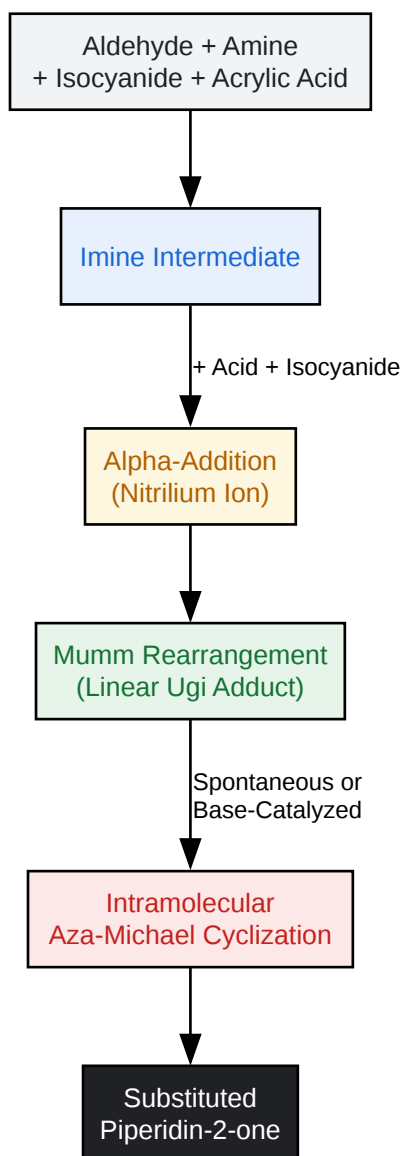 Aldehyde + Amine
+ Isocyanide + Acrylic Acid
Imine Intermediate
+ Acid + Isocyanide
Alpha-Addition
(Nitrilium Ion)
Mumm Rearrangement
(Linear Ugi Adduct)
Spontaneous or
Base-Catalyzed
Intramolecular
Aza-Michael Cyclization
Substituted
Piperidin-2-one